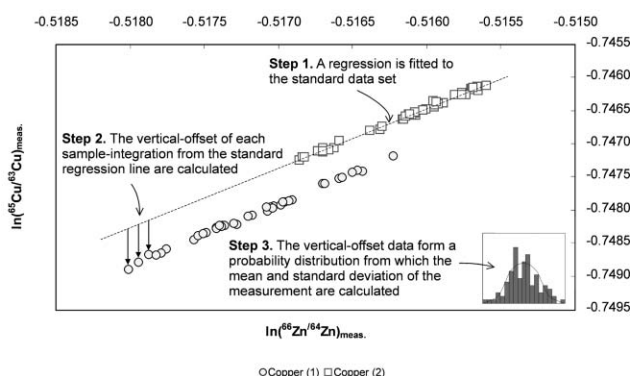 -0.5185 -0.5180 -0.5175 -0.5170 -0.5165 -0.5160 -0.5155 -0.5150
-0.7455
Step 1. A regression is fitted
to the standard data set
-0.7460
-0.7465
Step 2. The vertical-offset of each
sample-integration from the standard
regression line are calculated
-0.7470
-0.7475
-0.7480
ln(⁶⁵Cu/⁶³Cu)meas.
Step 3. The vertical-offset data form a
probability distribution from which the
mean and standard deviation of the
measurement are calculated
-0.7485
-0.7490
-0.7495
ln(⁶⁶Zn/⁶⁴Zn)meas.
Copper (1) Copper (2)